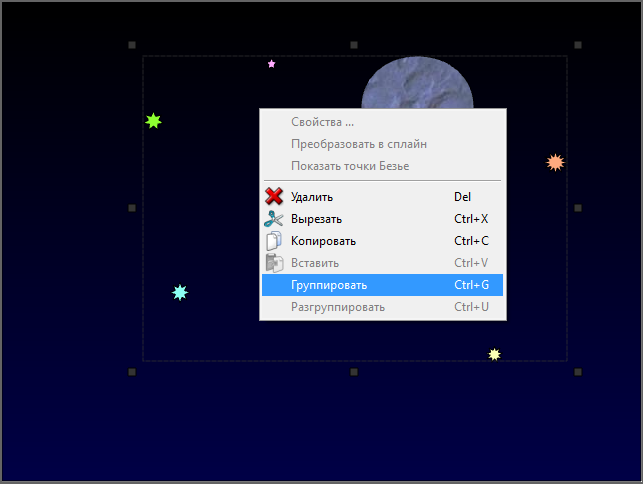 Свойства ...
Преобразовать в сплайн
Показать точки Безье
Удалить Del
Вырезать Ctrl+X
Копировать Ctrl+C
Вставить Ctrl+V
Группировать Ctrl+G
Разгруппировать Ctrl+U